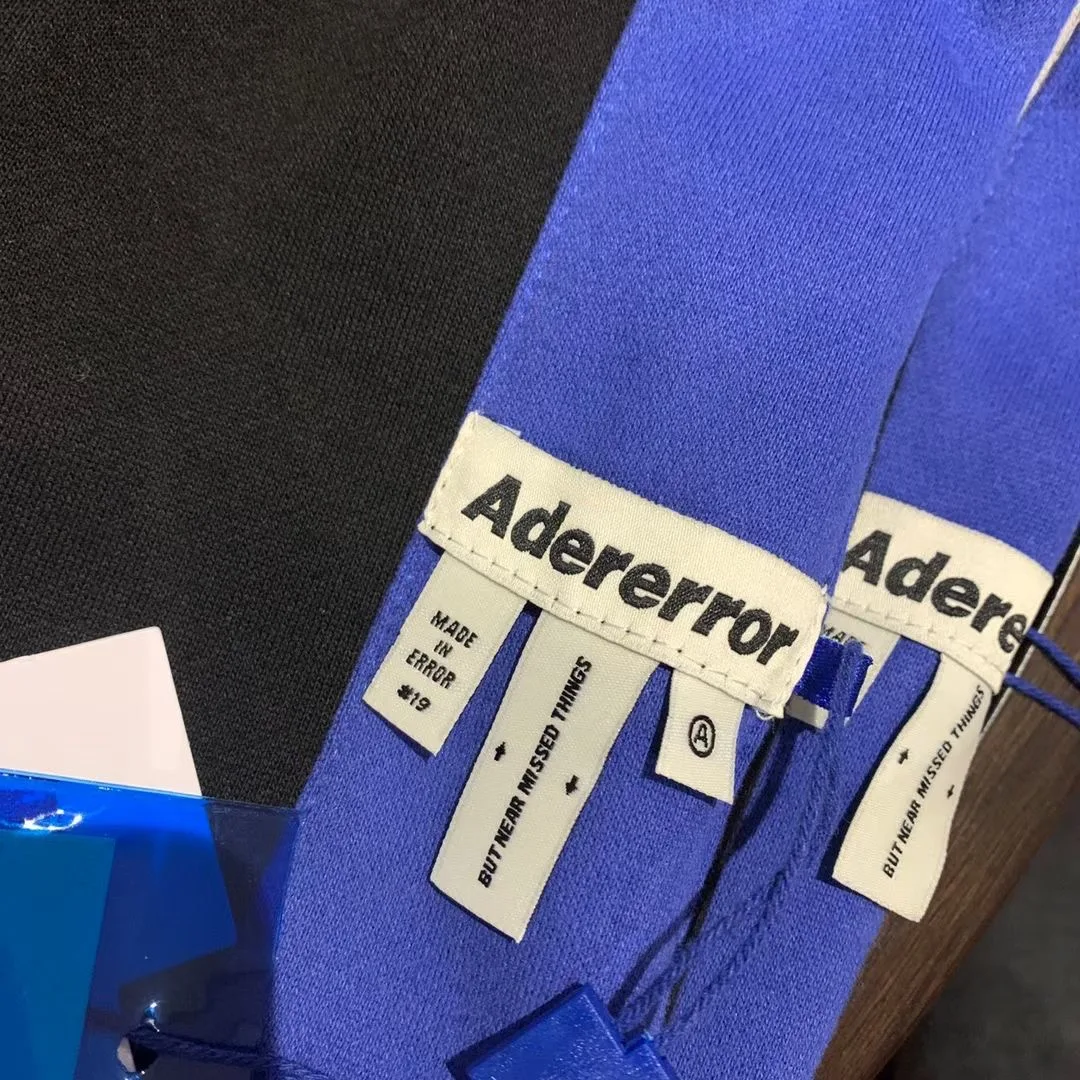 Adererror
MADE
IN
ERROR
#19
BUT NEAR MISSED THINGS
A
Adere
BUT NEAR MISSED THINGS